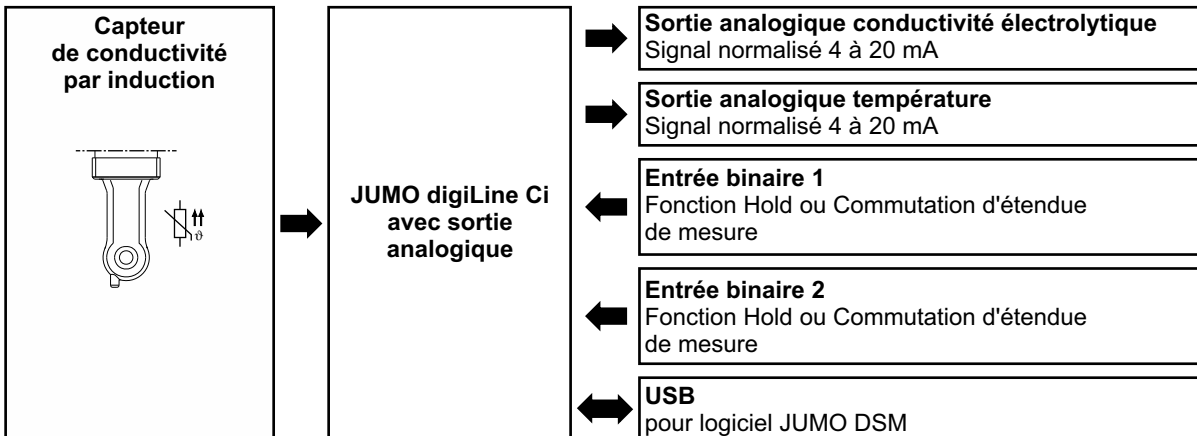 Capteur
de conductivité
par induction
ϑ
JUMO digiLine Ci
avec sortie
analogique
Sortie analogique conductivité électrolytique
Signal normalisé 4 à 20 mA
Sortie analogique température
Signal normalisé 4 à 20 mA
Entrée binaire 1
Fonction Hold ou Commutation d'étendue
de mesure
Entrée binaire 2
Fonction Hold ou Commutation d'étendue
de mesure
USB
pour logiciel JUMO DSM